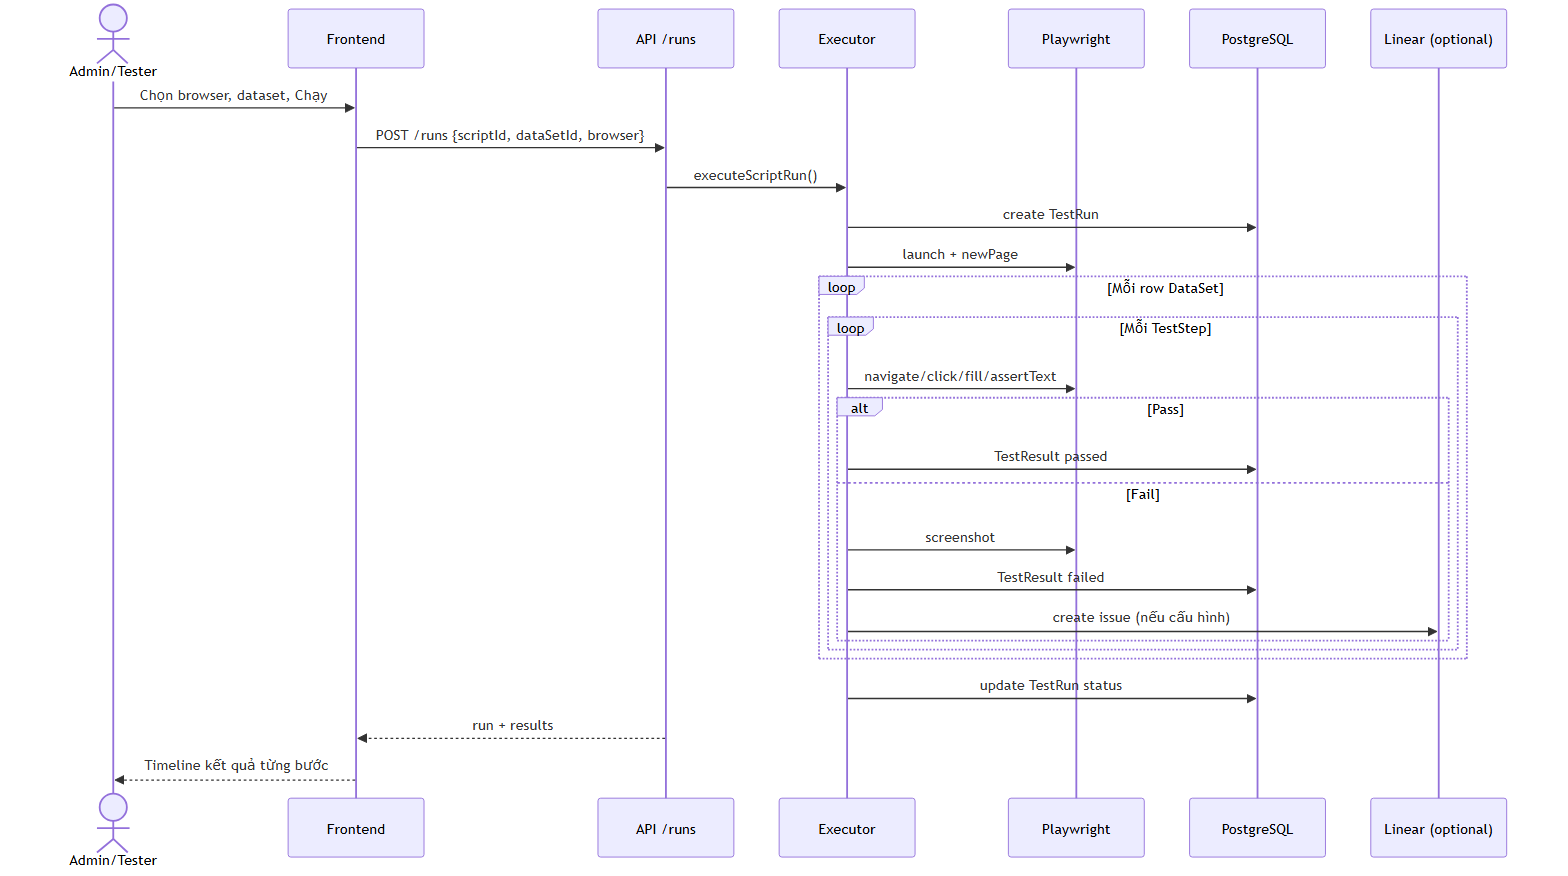 Admin/Tester
Frontend
API /runs
Executor
Playwright
PostgreSQL
Linear (optional)
Chọn browser, dataset, Chạy
POST /runs {scriptId, dataSetId, browser}
executeScriptRun()
create TestRun
launch + newPage
loop
[Mỗi row DataSet]
loop
[Mỗi TestStep]
navigate/click/fill/assertText
alt
[Pass]
TestResult passed
[Fail]
screenshot
TestResult failed
create issue (nếu cấu hình)
update TestRun status
run + results
Timeline kết quả từng bước
Admin/Tester
Frontend
API /runs
Executor
Playwright
PostgreSQL
Linear (optional)